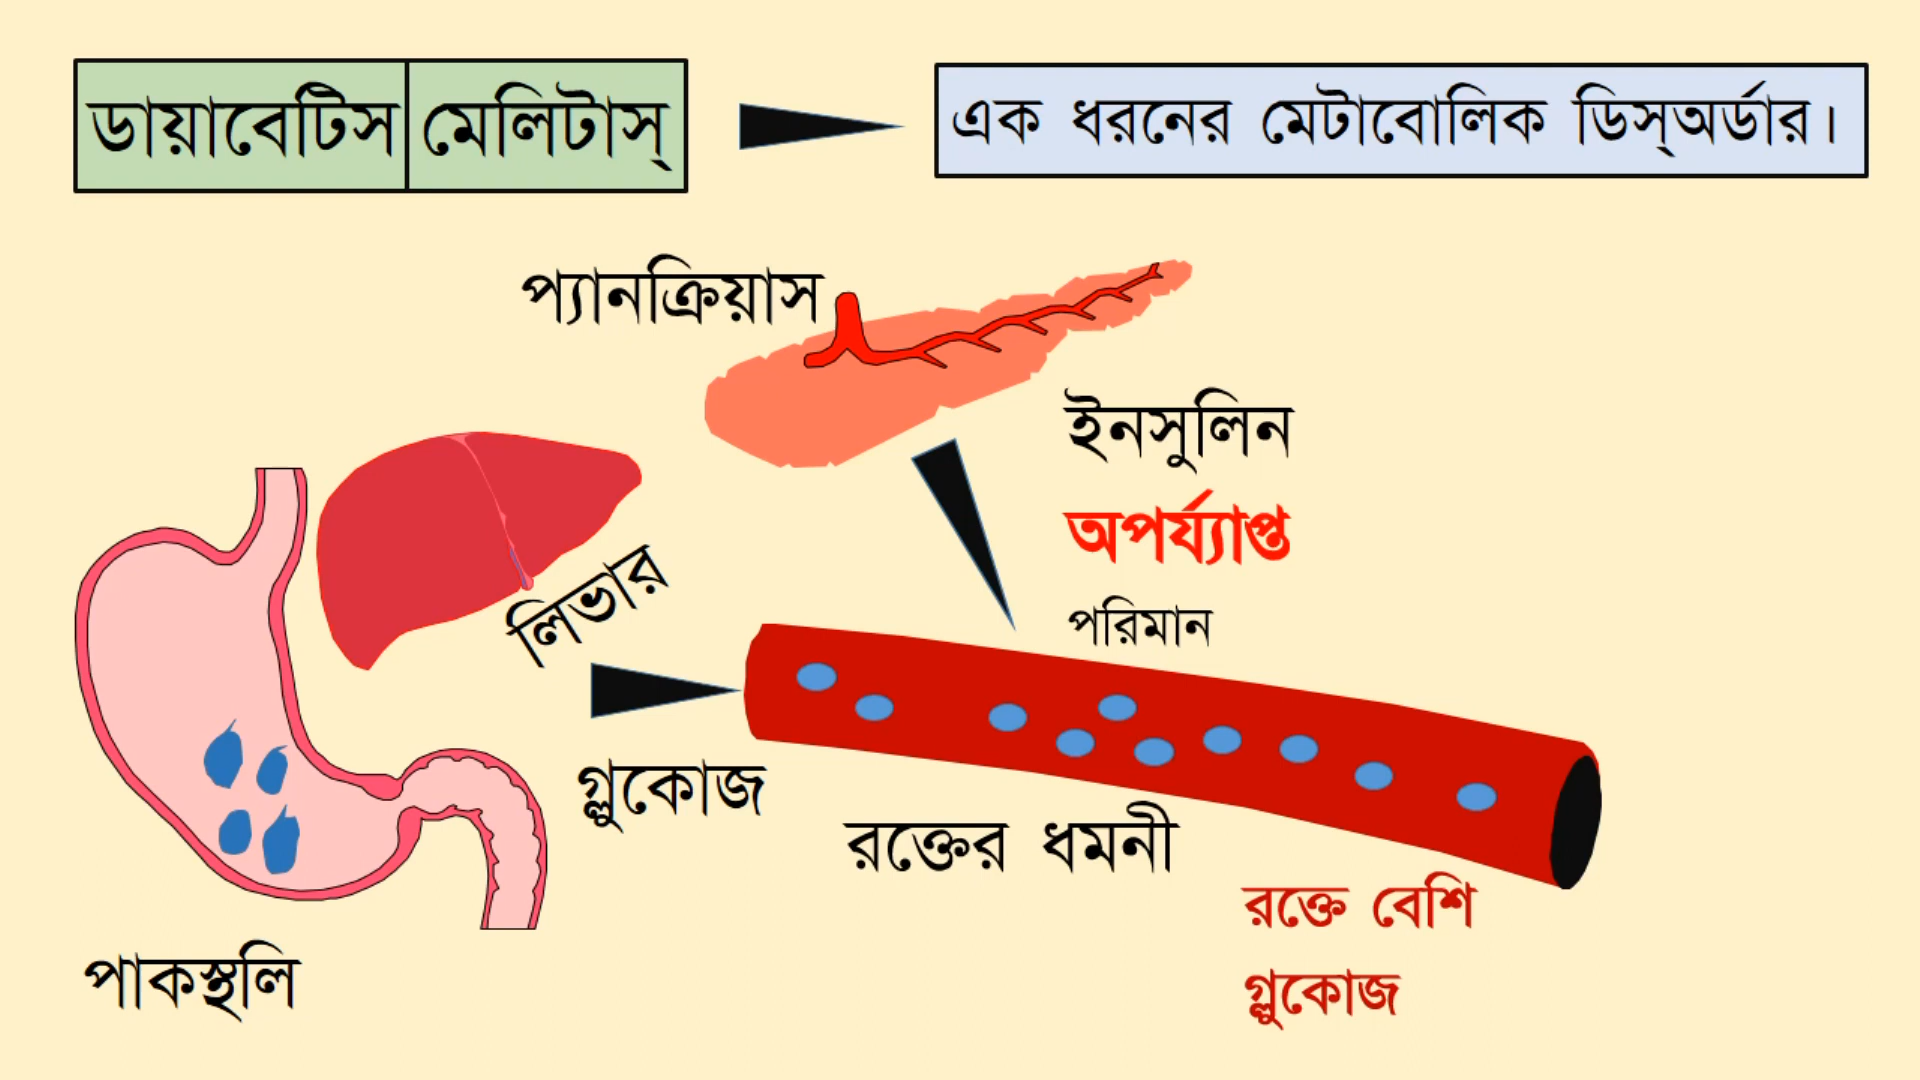 ডায়াবেটিস মেলিটাস্
এক ধরনের মেটাবোলিক ডিস্‌অর্ডার।
প্যানক্রিয়াস
ইনসুলিন
অপর্য্যাপ্ত
পরিমান
লিভার
গ্লুকোজ
রক্তের ধমনী
রক্তে বেশি
গ্লুকোজ
পাকস্থলি